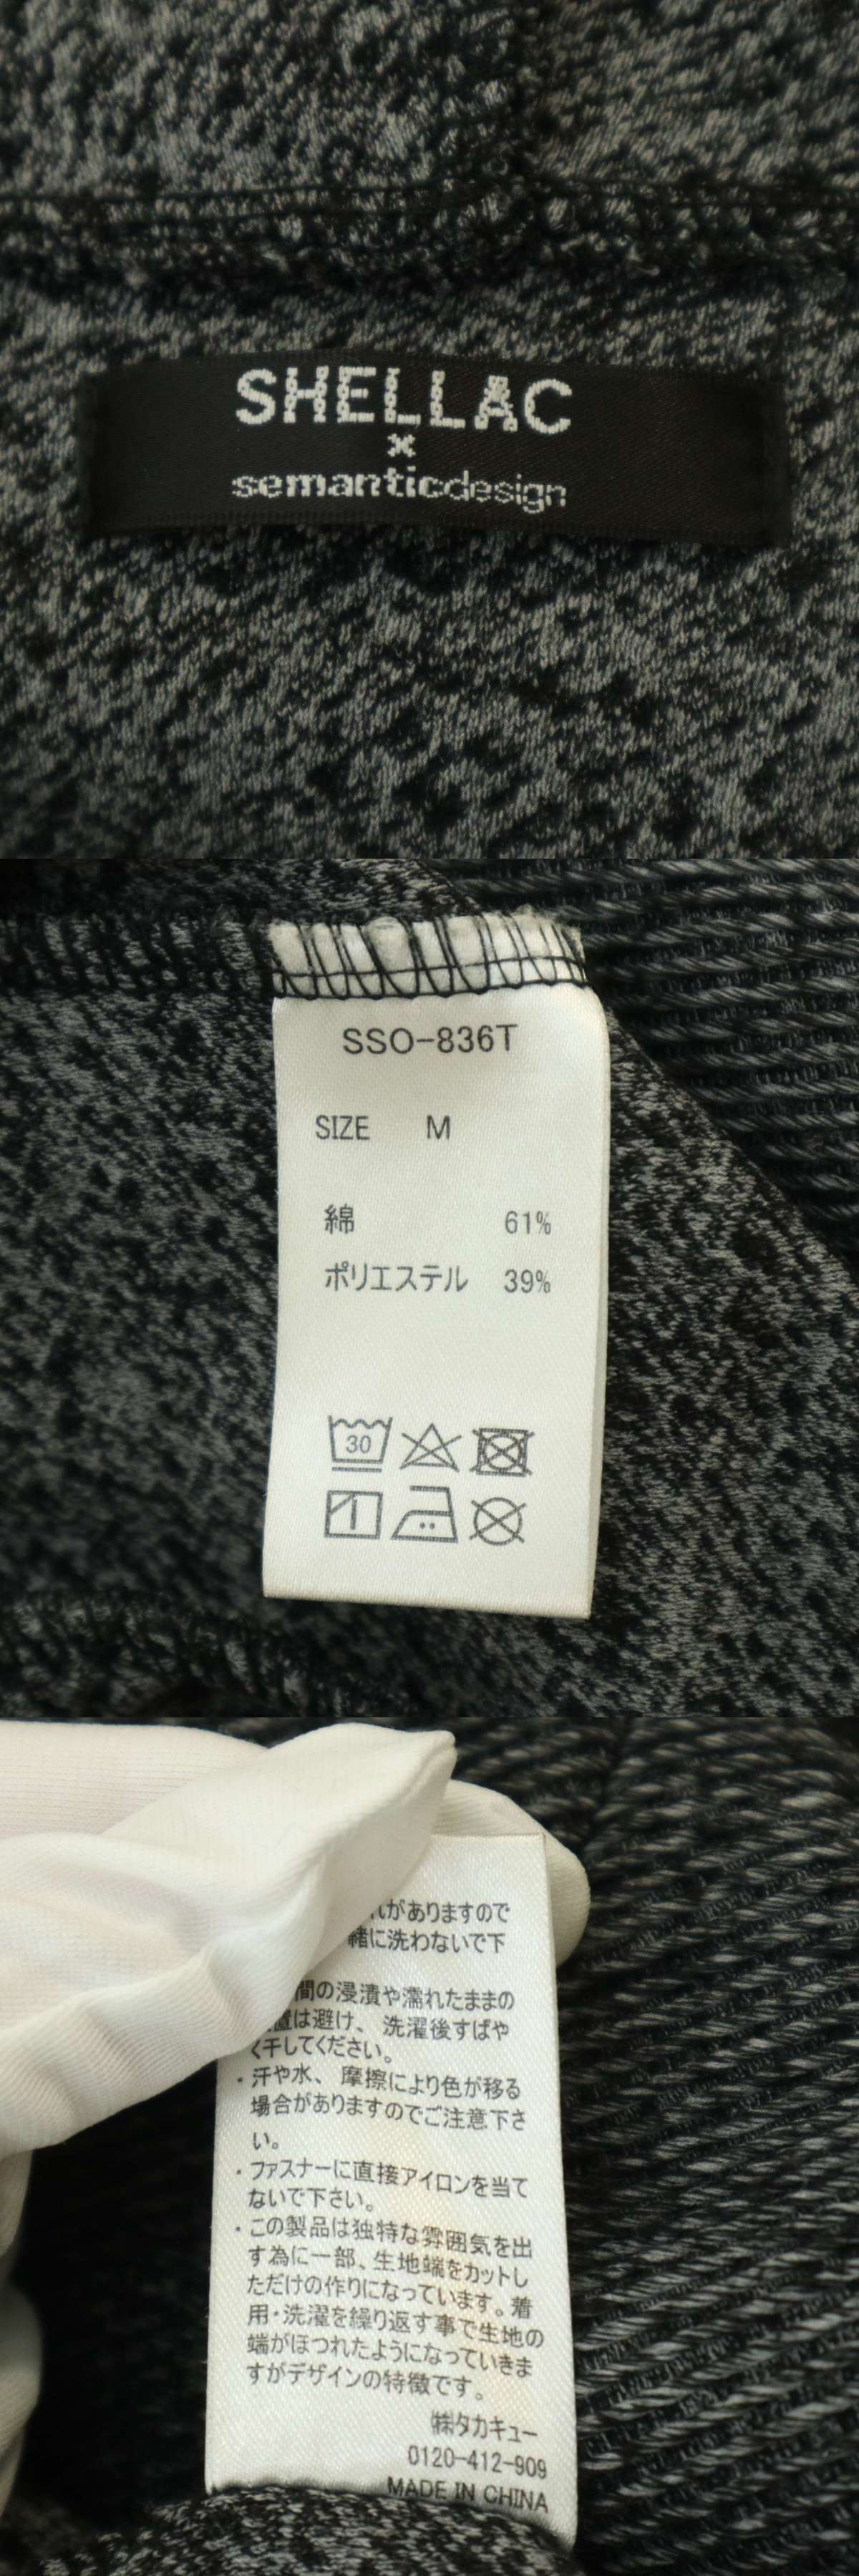 SHELLAC
×
semanticdesign
SSO-836T
SIZE M
綿 61%
ポリエステル 39%
30
れがありますので
緒に洗わないで下
間の浸漬や濡れたままの
置は避け、洗濯後すばや
く干してください。
・汗や水、摩擦により色が移る
場合がありますのでご注意下さ
い。
・ファスナーに直接アイロンを当て
ないで下さい。
・この製品は独特な雰囲気を出
す為に一部、生地端をカットし
ただけの作りになっています。着
用・洗濯を繰り返す事で生地の
端がほつれたようになっていきま
すがデザインの特徴です。
㈱タカキュー
0120-412-909
MADE IN CHINA